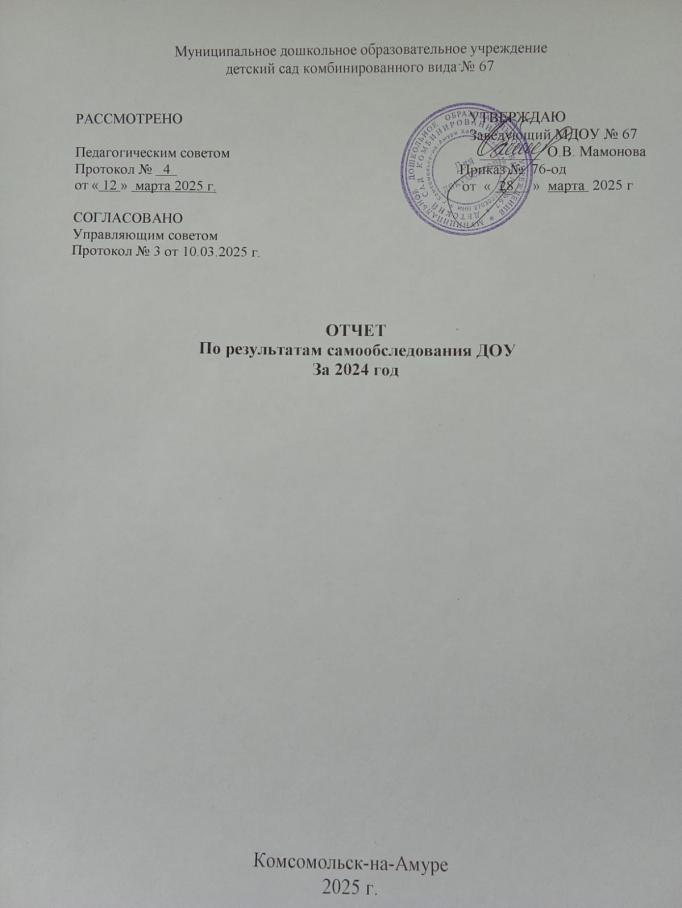 Муниципальное дошкольное образовательное учреждение
детский сад комбинированного вида № 67
РАССМОТРЕНО
Педагогическим советом
Протокол № 4
от « 12 » марта 2025 г.
СОГЛАСОВАНО
Управляющим советом
Протокол № 3 от 10.03.2025 г.
УТВЕРЖДАЮ
Заведующий МДОУ № 67
О.В. Мамонова
Приказ № 76-од
от « 28 » марта 2025 г
ОТЧЕТ
По результатам самообследования ДОУ
За 2024 год
Комсомольск-на-Амуре
2025 г.